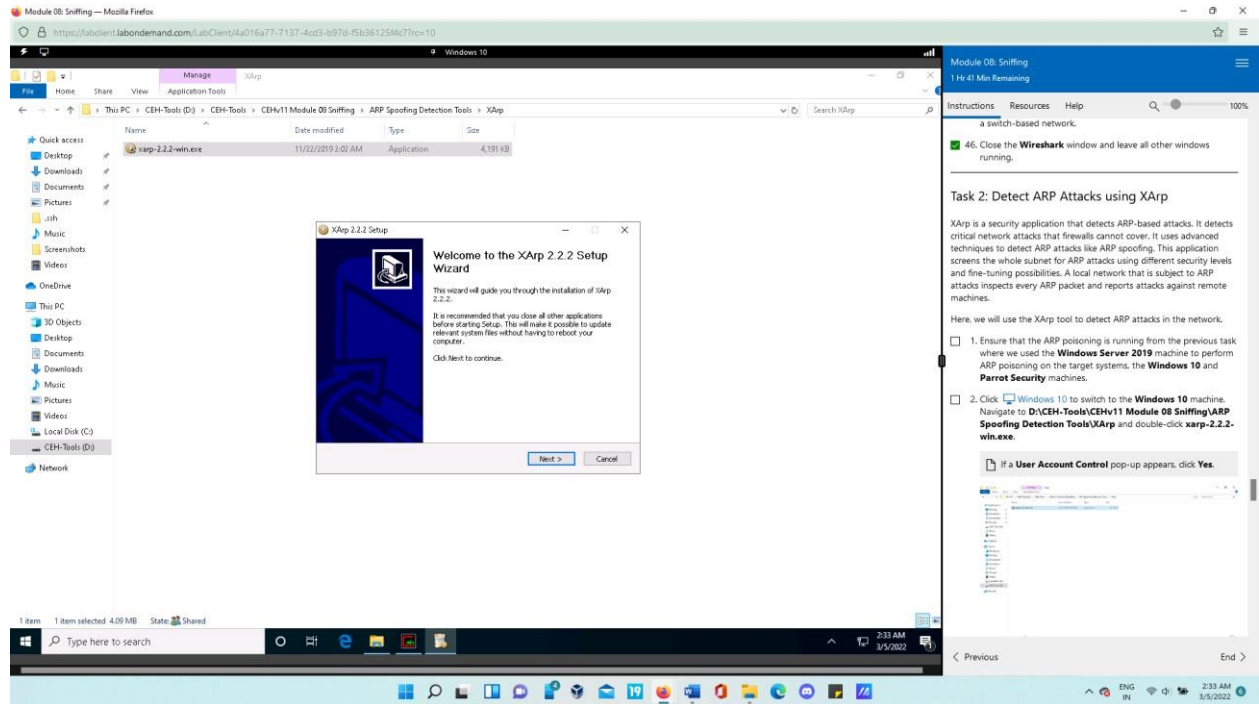 Module 08: Sniffing — Mozilla Firefox
https://labclient.labondemand.com/LabClient/4a016a77-7137-4cd3-b97d-f5b36125f4c7?rc=10
Windows 10
Manage XArp
File Home Share View Application Tools
This PC > CEH-Tools (D:) > CEH-Tools > CEHv11 Module 08 Sniffing > ARP Spoofing Detection Tools > XArp
Search XArp
Name Date modified Type Size
xarp-2.2.2-win.exe 11/22/2019 2:02 AM Application 4,191 KB
Quick access
Desktop
Downloads
Documents
Pictures
.ssh
Music
Screenshots
Videos
OneDrive
This PC
3D Objects
Desktop
Documents
Downloads
Music
Pictures
Videos
Local Disk (C:)
CEH-Tools (D:)
Network
XArp 2.2.2 Setup
Welcome to the XArp 2.2.2 Setup
Wizard
This wizard will guide you through the installation of XArp
2.2.2.
It is recommended that you close all other applications
before starting Setup. This will make it possible to update
relevant system files without having to reboot your
computer.
Click Next to continue.
Next > Cancel
1 item 1 item selected 4.09 MB State: Shared
Type here to search
2:33 AM
3/5/2022
Module 08: Sniffing
1 Hr 41 Min Remaining
Instructions Resources Help 100%
a switch-based network.
46. Close the Wireshark window and leave all other windows
running.
Task 2: Detect ARP Attacks using XArp
XArp is a security application that detects ARP-based attacks. It detects
critical network attacks that firewalls cannot cover. It uses advanced
techniques to detect ARP attacks like ARP spoofing. This application
screens the whole subnet for ARP attacks using different security levels
and fine-tuning possibilities. A local network that is subject to ARP
attacks inspects every ARP packet and reports attacks against remote
machines.
Here, we will use the XArp tool to detect ARP attacks in the network.
1. Ensure that the ARP poisoning is running from the previous task
where we used the Windows Server 2019 machine to perform
ARP poisoning on the target systems, the Windows 10 and
Parrot Security machines.
2. Click Windows 10 to switch to the Windows 10 machine.
Navigate to D:\CEH-Tools\CEHv11 Module 08 Sniffing\ARP
Spoofing Detection Tools\XArp and double-click xarp-2.2.2-
win.exe.
If a User Account Control pop-up appears, click Yes.
< Previous End >
ENG
IN
2:33 AM
3/5/2022